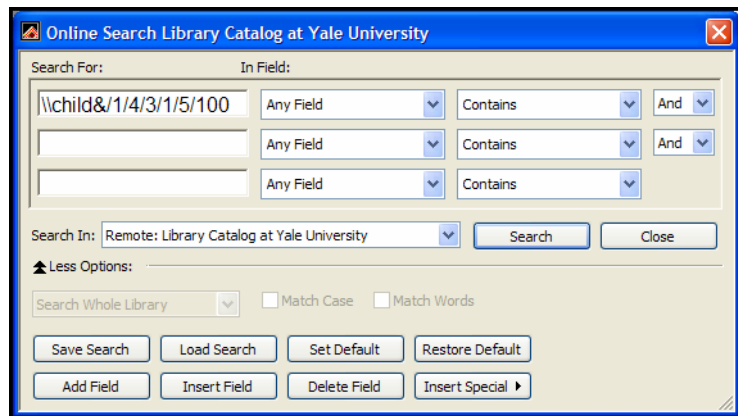 Online Search Library Catalog at Yale University
Search For: In Field:
\\child&/1/4/3/1/5/100 Any Field Contains And
Any Field Contains And
Any Field Contains
Search In: Remote: Library Catalog at Yale University Search Close
Less Options:
Search Whole Library Match Case Match Words
Save Search Load Search Set Default Restore Default
Add Field Insert Field Delete Field Insert Special